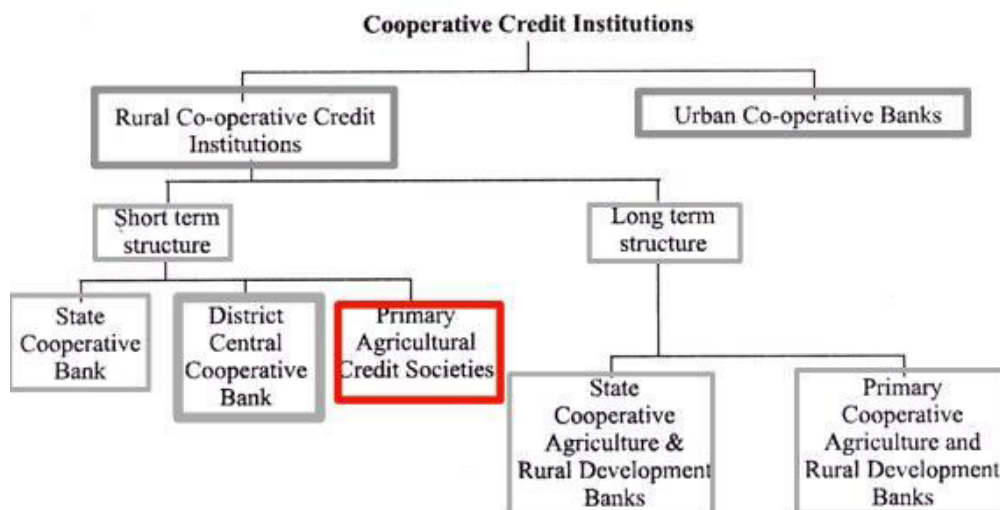 Cooperative Credit Institutions
Rural Co-operative Credit
Institutions
Urban Co-operative Banks
Short term
structure
Long term
structure
State
Cooperative
Bank
District
Central
Cooperative
Bank
Primary
Agricultural
Credit Societies
State
Cooperative
Agriculture &
Rural Development
Banks
Primary
Cooperative
Agriculture and
Rural Development
Banks